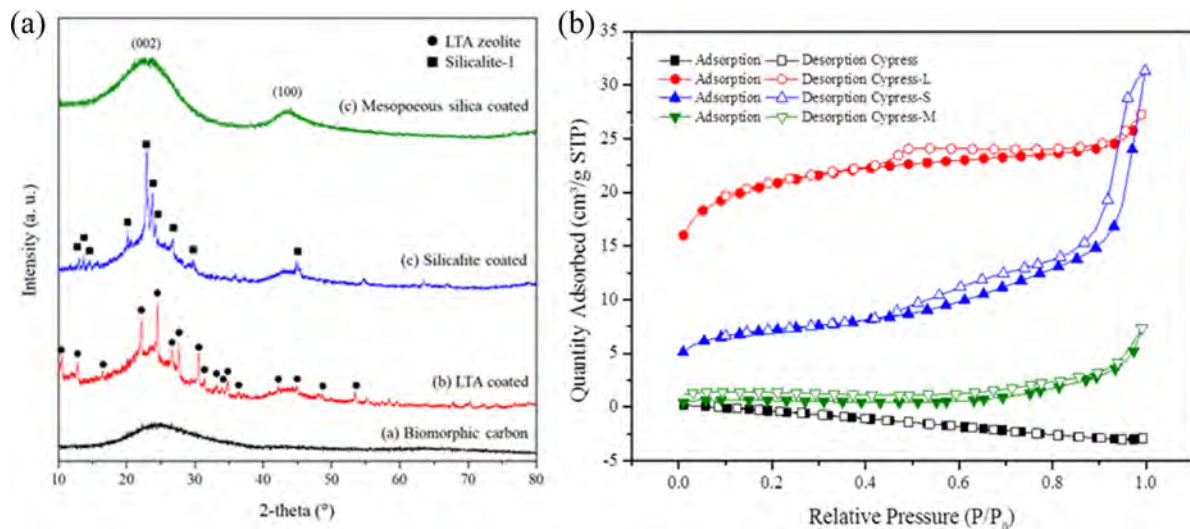 (a)
● LTA zeolite
■ Silicalite-1
(002)
(100)
(c) Mesopoeous silica coated
(c) Silicalite coated
(b) LTA coated
(a) Biomorphic carbon
Intensity (a. u.)
10 20 30 40 50 60 70 80
2-theta (°)
(b)
Adsorption Desorption Cypress
Adsorption Desorption Cypress-L
Adsorption Desorption Cypress-S
Adsorption Desorption Cypress-M
Quantity Adsorbed (cm³/g STP)
35
30
25
20
15
10
5
0
-5
0.0 0.2 0.4 0.6 0.8 1.0
Relative Pressure (P/P₀)